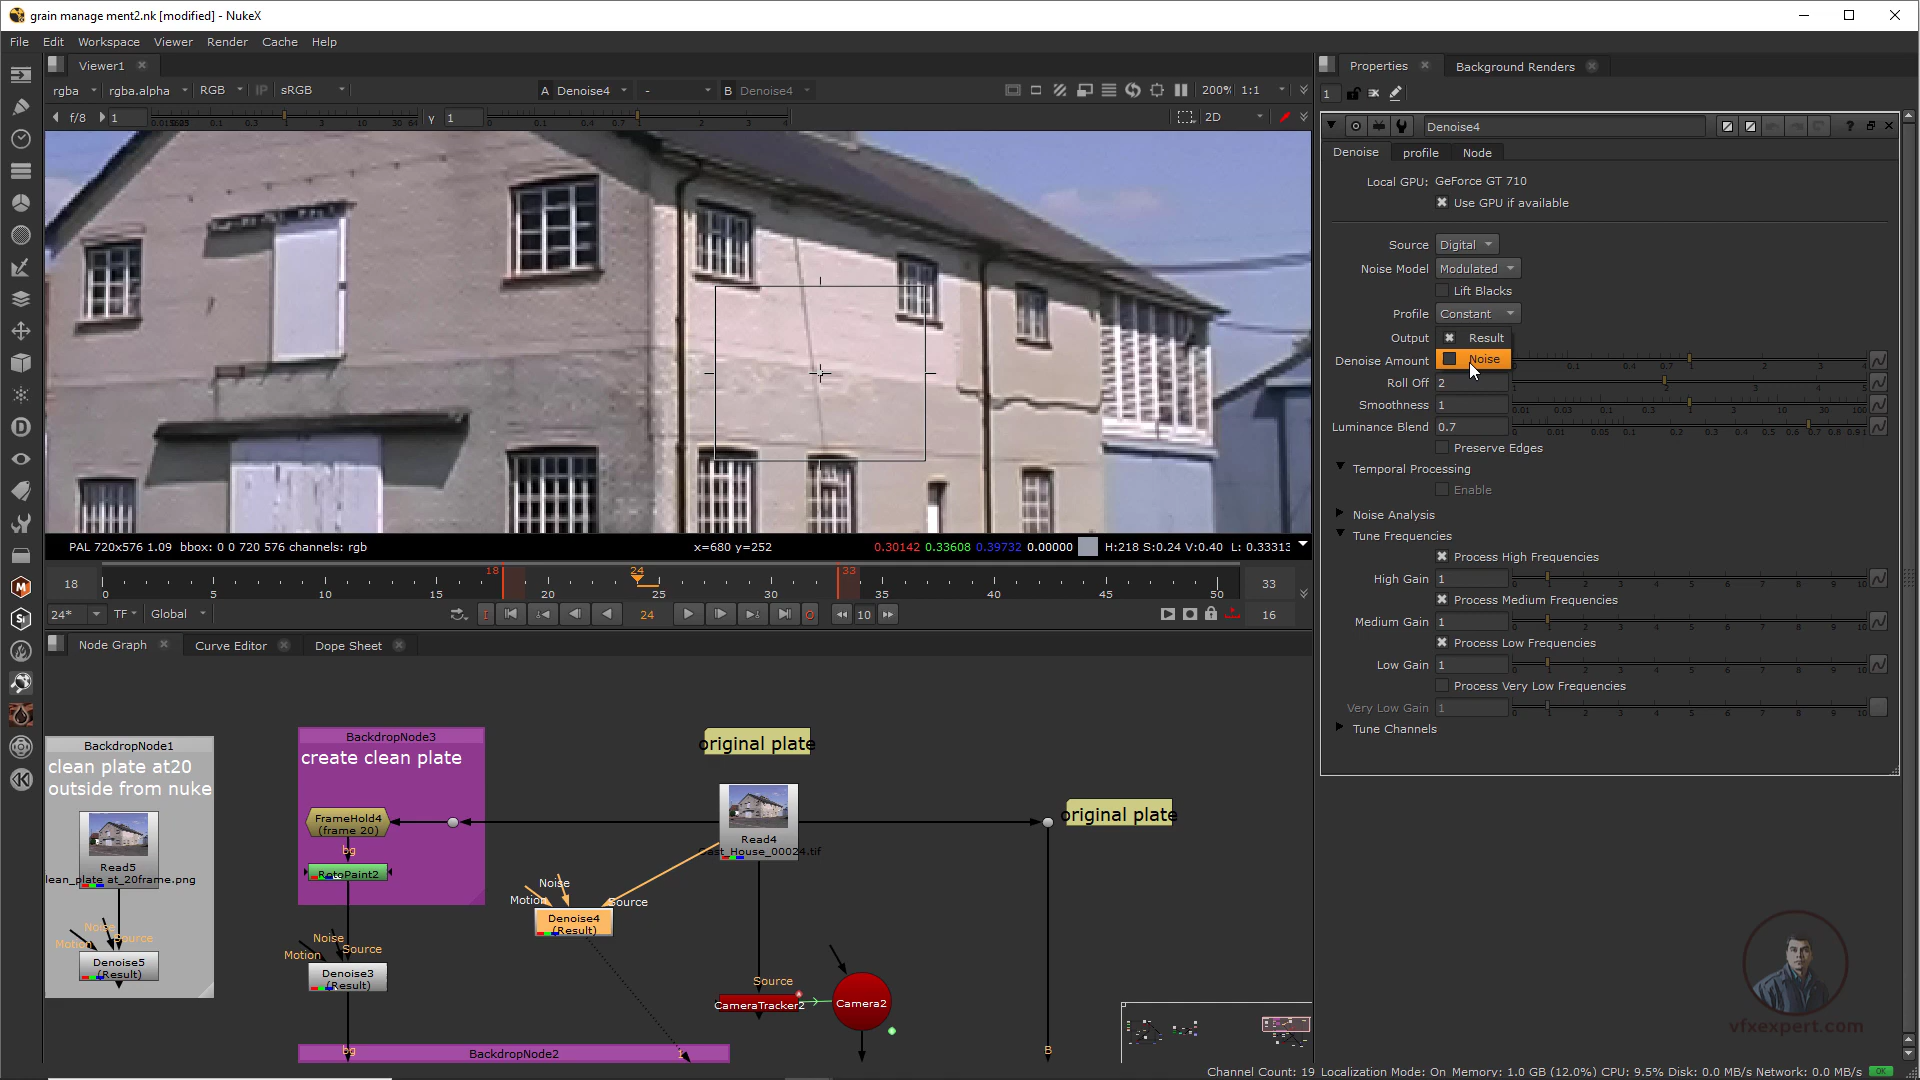 grain manage ment2.nk [modified] - NukeX
File Edit Workspace Viewer Render Cache Help
Viewer1
Properties
Background Renders
rgba rgba.alpha RGB IP sRGB A Denoise4 - B Denoise4 200% 1:1
1
f/8 1 γ 1 2D
Denoise4
Denoise profile Node
Local GPU: GeForce GT 710
Use GPU if available
Source Digital
Noise Model Modulated
Lift Blacks
Profile Constant
Output Result
Noise
Denoise Amount
Roll Off 2
Smoothness 1
Luminance Blend 0.7
Preserve Edges
Temporal Processing
Enable
Noise Analysis
Tune Frequencies
Process High Frequencies
High Gain 1
Process Medium Frequencies
Medium Gain 1
Process Low Frequencies
Low Gain 1
Process Very Low Frequencies
Very Low Gain 1
Tune Channels
PAL 720x576 1.09 bbox: 0 0 720 576 channels: rgb x=680 y=252 0.30142 0.33608 0.39732 0.00000 H:218 S:0.24 V:0.40 L: 0.33313
18 24 33
18 0 5 10 15 20 25 30 35 40 45 50 33
24* TF Global 24 10 16
Node Graph Curve Editor Dope Sheet
BackdropNode1
clean plate at20
outside from nuke
Read5
lean_plate at_20frame.png
Noise
Motion Source
Denoise5
(Result)
BackdropNode3
create clean plate
FrameHold4
(frame 20)
bg
RotoPaint2
Noise
Motion Source
Denoise3
(Result)
original plate
Read4
ast_House_00024.tif
Noise
Motion Source
Denoise4
(Result)
Source
CameraTracker2
Camera2
original plate
bg BackdropNode2 1
B
vfxexpert.com
Channel Count: 19 Localization Mode: On Memory: 1.0 GB (12.0%) CPU: 9.5% Disk: 0.0 MB/s Network: 0.0 MB/s OK